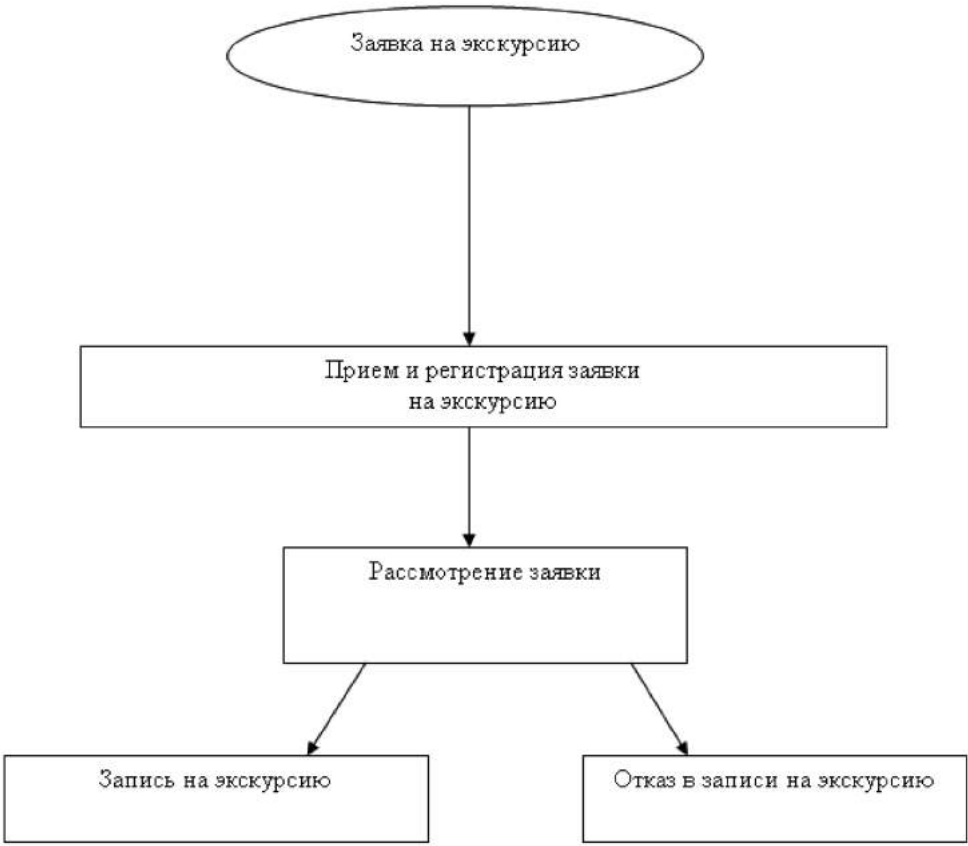 Заявка на экскурсию
Прием и регистрация заявки
на экскурсию
Рассмотрение заявки
Запись на экскурсию
Отказ в записи на экскурсию